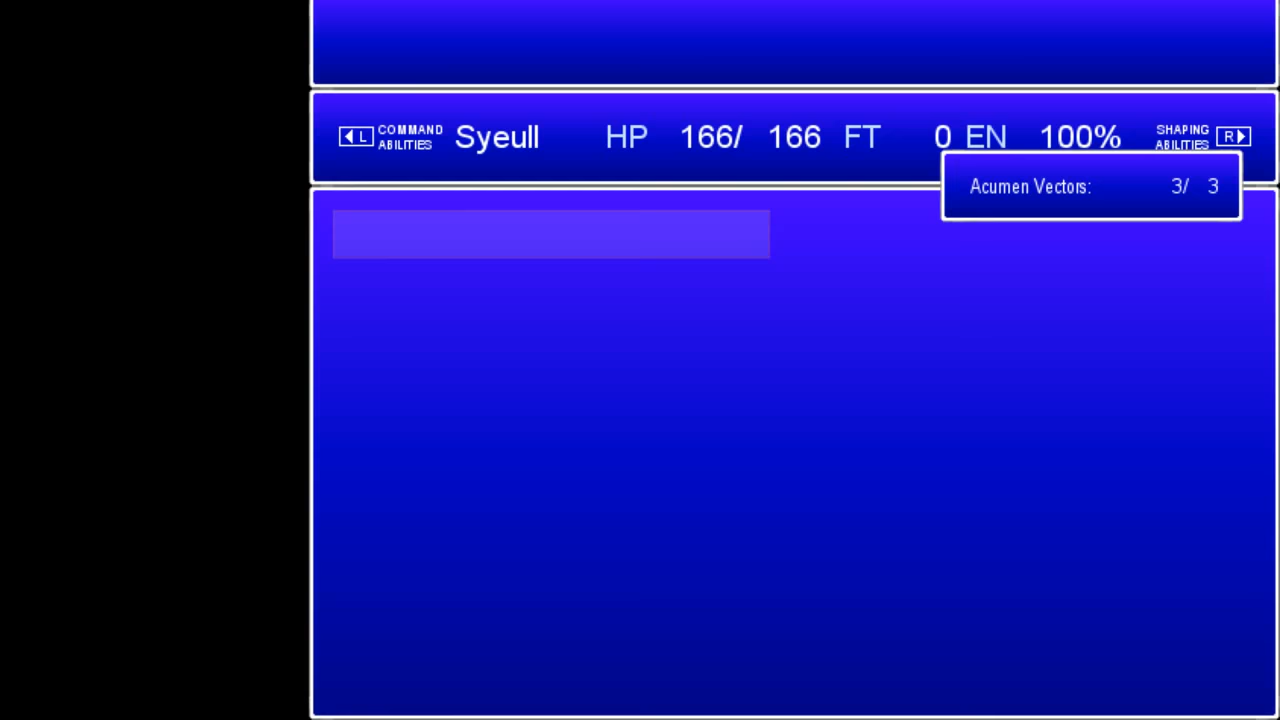 L COMMAND ABILITIES Syeull HP 166/ 166 FT 0 EN 100% SHAPING ABILITIES R
Acumen Vectors: 3/ 3